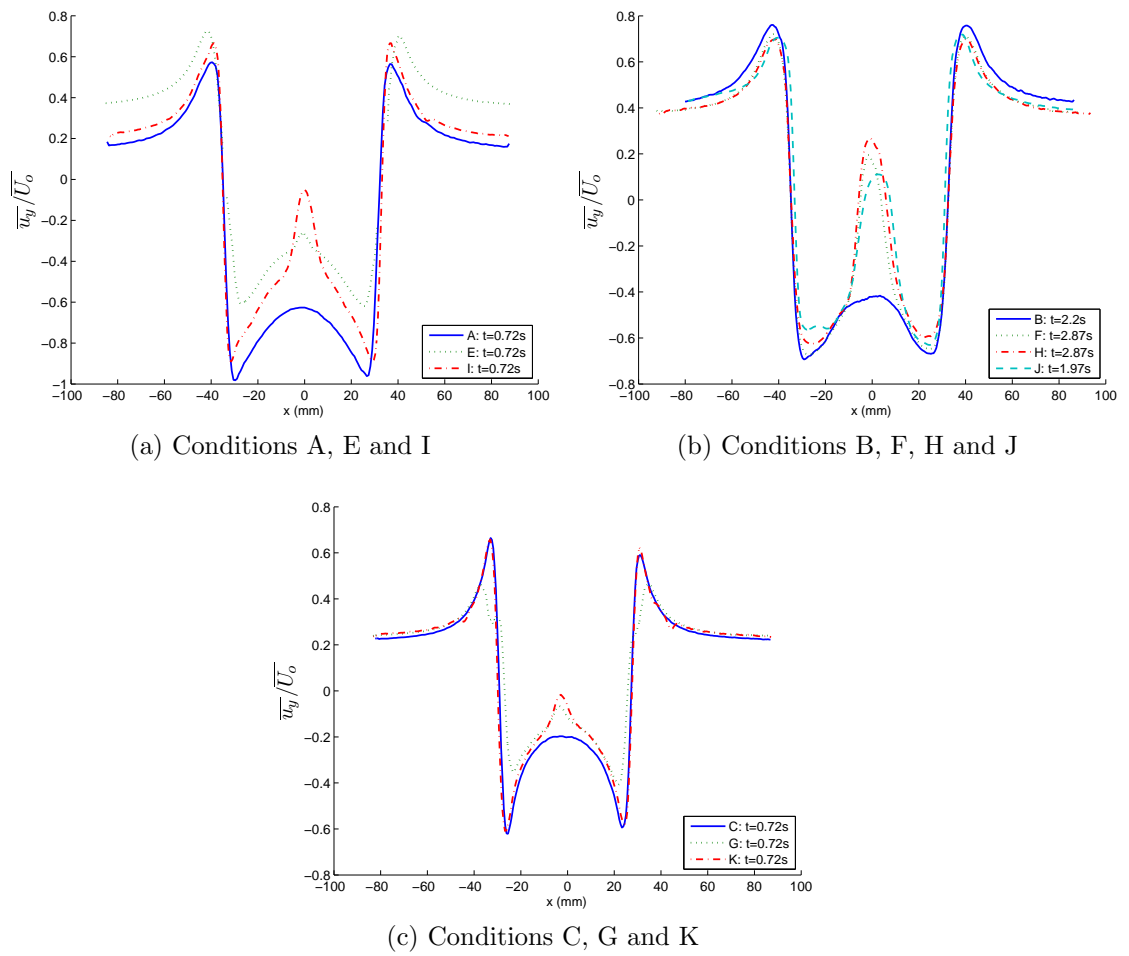 0.8
0.6
0.4
0.2
0
−0.2
−0.4
−0.6
−0.8
−1
−100 −80 −60 −40 −20 0 20 40 60 80 100
x (mm)
u_y/U_o
A: t=0.72s
E: t=0.72s
I: t=0.72s
(a) Conditions A, E and I
0.8
0.6
0.4
0.2
0
−0.2
−0.4
−0.6
−0.8
−100 −80 −60 −40 −20 0 20 40 60 80 100
x (mm)
u_y/U_o
B: t=2.2s
F: t=2.87s
H: t=2.87s
J: t=1.97s
(b) Conditions B, F, H and J
0.8
0.6
0.4
0.2
0
−0.2
−0.4
−0.6
−0.8
−100 −80 −60 −40 −20 0 20 40 60 80 100
x (mm)
u_y/U_o
C: t=0.72s
G: t=0.72s
K: t=0.72s
(c) Conditions C, G and K